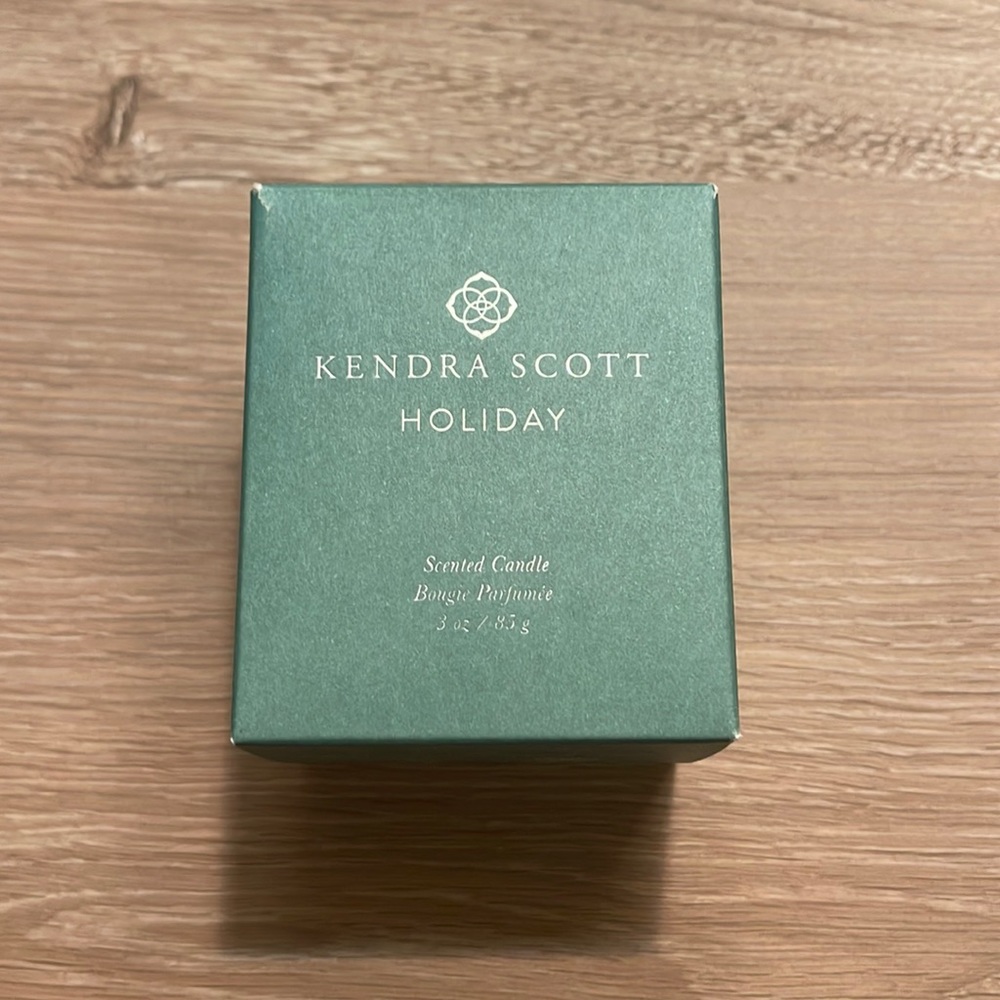 KENDRA SCOTT
HOLIDAY
Scented Candle
Bougie Parfumée
3 oz / 85 g